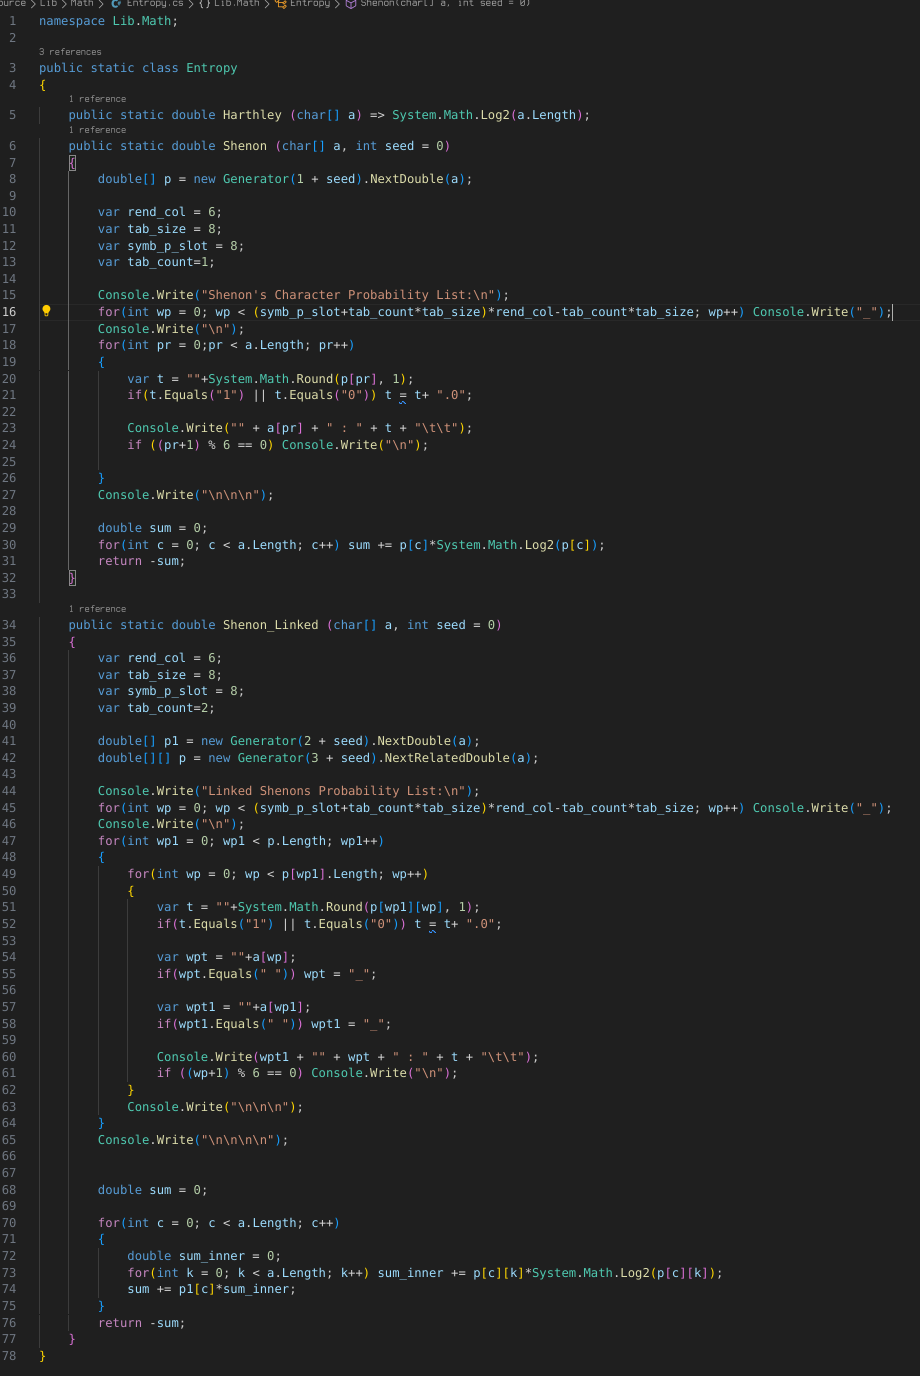 ource > Lib > Math > Entropy.cs > {} Lib.Math > Entropy > Shenon(char[] a, int seed = 0)
1 namespace Lib.Math;
2
3 references
3 public static class Entropy
4 {
1 reference
5 public static double Harthley (char[] a) => System.Math.Log2(a.Length);
1 reference
6 public static double Shenon (char[] a, int seed = 0)
7 {
8 double[] p = new Generator(1 + seed).NextDouble(a);
9
10 var rend_col = 6;
11 var tab_size = 8;
12 var symb_p_slot = 8;
13 var tab_count=1;
14
15 Console.Write("Shenon's Character Probability List:\n");
16 for(int wp = 0; wp < (symb_p_slot+tab_count*tab_size)*rend_col-tab_count*tab_size; wp++) Console.Write("_");
17 Console.Write("\n");
18 for(int pr = 0;pr < a.Length; pr++)
19 {
20 var t = ""+System.Math.Round(p[pr], 1);
21 if(t.Equals("1") || t.Equals("0")) t = t+ ".0";
22
23 Console.Write("" + a[pr] + " : " + t + "\t\t");
24 if ((pr+1) % 6 == 0) Console.Write("\n");
25
26 }
27 Console.Write("\n\n\n");
28
29 double sum = 0;
30 for(int c = 0; c < a.Length; c++) sum += p[c]*System.Math.Log2(p[c]);
31 return -sum;
32 }
33
1 reference
34 public static double Shenon_Linked (char[] a, int seed = 0)
35 {
36 var rend_col = 6;
37 var tab_size = 8;
38 var symb_p_slot = 8;
39 var tab_count=2;
40
41 double[] p1 = new Generator(2 + seed).NextDouble(a);
42 double[][] p = new Generator(3 + seed).NextRelatedDouble(a);
43
44 Console.Write("Linked Shenons Probability List:\n");
45 for(int wp = 0; wp < (symb_p_slot+tab_count*tab_size)*rend_col-tab_count*tab_size; wp++) Console.Write("_");
46 Console.Write("\n");
47 for(int wp1 = 0; wp1 < p.Length; wp1++)
48 {
49 for(int wp = 0; wp < p[wp1].Length; wp++)
50 {
51 var t = ""+System.Math.Round(p[wp1][wp], 1);
52 if(t.Equals("1") || t.Equals("0")) t = t+ ".0";
53
54 var wpt = ""+a[wp];
55 if(wpt.Equals(" ")) wpt = "_";
56
57 var wpt1 = ""+a[wp1];
58 if(wpt1.Equals(" ")) wpt1 = "_";
59
60 Console.Write(wpt1 + "" + wpt + " : " + t + "\t\t");
61 if ((wp+1) % 6 == 0) Console.Write("\n");
62 }
63 Console.Write("\n\n\n");
64 }
65 Console.Write("\n\n\n\n");
66
67
68 double sum = 0;
69
70 for(int c = 0; c < a.Length; c++)
71 {
72 double sum_inner = 0;
73 for(int k = 0; k < a.Length; k++) sum_inner += p[c][k]*System.Math.Log2(p[c][k]);
74 sum += p1[c]*sum_inner;
75 }
76 return -sum;
77 }
78 }